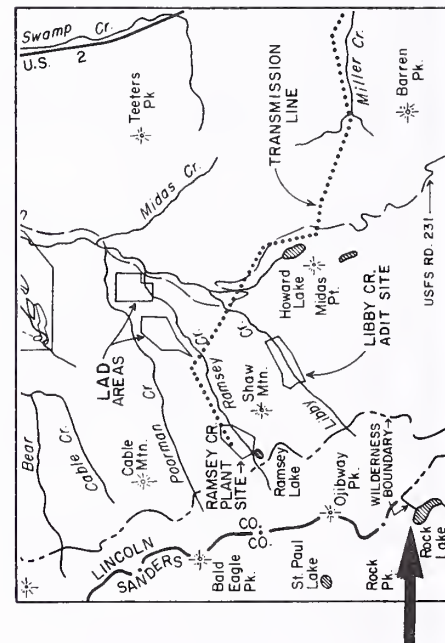 Swamp Cr.
U.S. 2
Teeters
Pk
Midas Cr.
TRANSMISSION
LINE
Miller Cr.
Barren
Pk.
USFS RD. 231
Howard
Lake
Midas
Pt.
LIBBY CR.
ADIT SITE
LAD
AREAS
Bear
Cr
Cable
Cr.
Cable
Mtn.
Poorman
Cr
Ramsey
Cr.
Shaw
Mtn.
Libby
Cr.
RAMSEY CR.
PLANT
SITE
Ramsey
Lake
Ojibway
Pk.
WILDERNESS
BOUNDARY
LINCOLN CO.
SANDERS CO.
Bald
Eagle
Pk.
St. Paul
Lake
Rock
Pk.
Rock
Lake